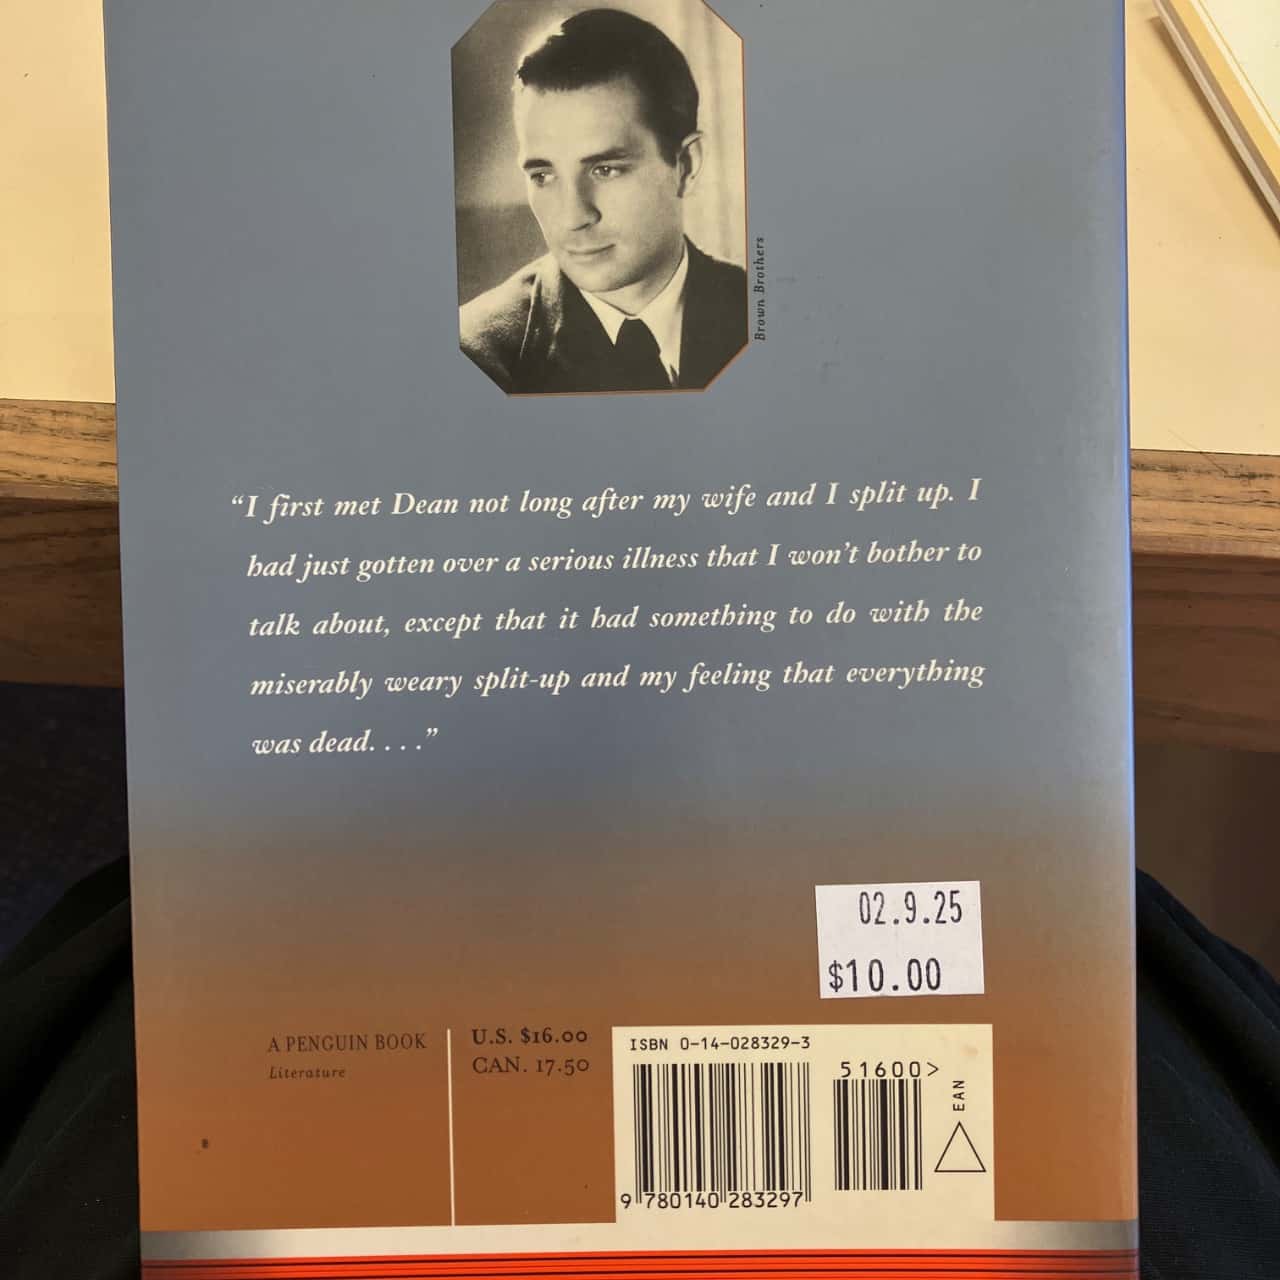 Brown Brothers
“I first met Dean not long after my wife and I split up. I
had just gotten over a serious illness that I won’t bother to
talk about, except that it had something to do with the
miserably weary split-up and my feeling that everything
was dead. . . .”
02.9.25
$10.00
A PENGUIN BOOK
Literature
U.S. $16.00
CAN. 17.50
ISBN 0-14-028329-3
51600>
EAN
9 780140 283297